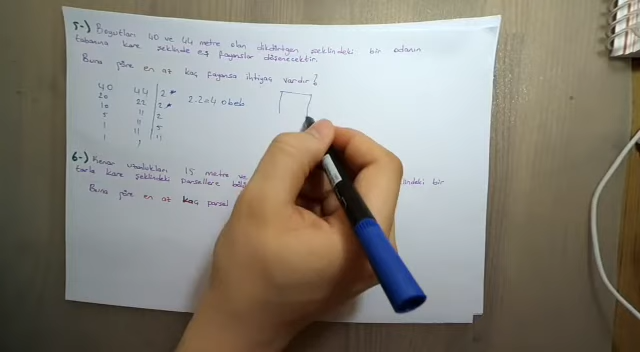 5-) Boyutları 40 ve 44 metre olan dikdörtgen şeklindeki bir odanın
tabanına kare şeklinde eş fayanslar döşenecektir.
Buna göre en az kaç fayansa ihtiyaç vardır?
40 44 2
20 22 2
10 11 2
5 11 5
1 11 11
1 1
2.2=4 obeb
6-) Kenar uzunlukları 15 metre ve
şeklindeki bir
tarla kare şeklindeki parsellere
Buna göre en az kaç parsel